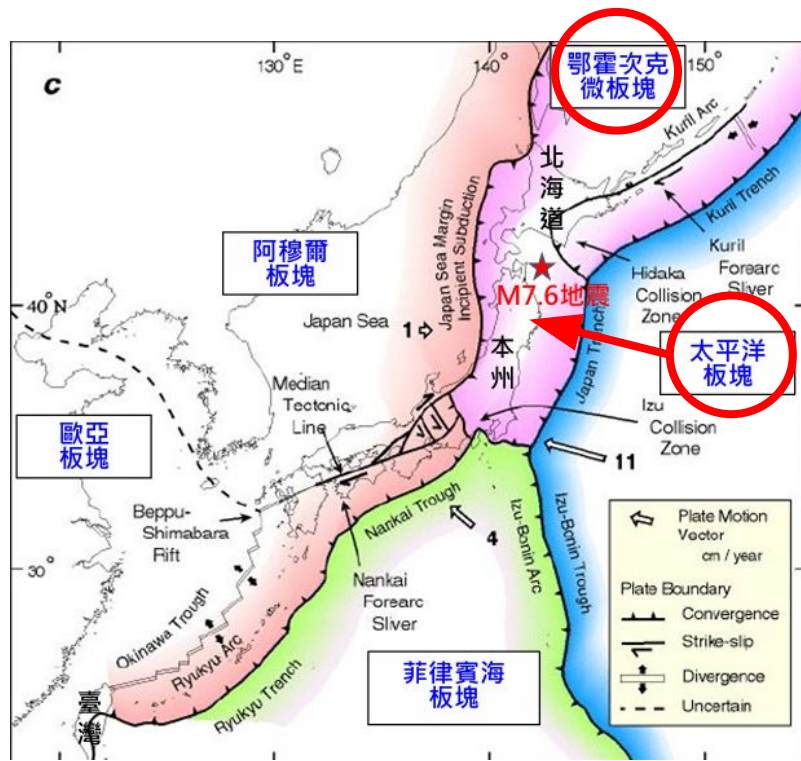 c
130° E
140°
150°
鄂霍次克
微板塊
Kuril Arc
北海道
Kuril Trench
Japan Sea Margin
Incipient Subduction
阿穆爾
板塊
Kuril
Forearc
Sliver
Hidaka
Collision
Zone
M7.6地震
40°N
Japan Sea
1
本州
Japan Trench
太平洋
板塊
Median
Tectonic
Line
Izu
Collision
Zone
歐亞
板塊
11
Beppu-
Shimabara
Rift
Nankai Trough
4
Izu-Bonin Arc
Izu-Bonin Trough
30°
Nankai
Forearc
Sliver
Okinawa Trough
Ryukyu Arc
Ryukyu Trench
菲律賓海
板塊
臺灣
Plate Motion
Vector
cm / year
Plate Boundary
Convergence
Strike-slip
Divergence
Uncertain